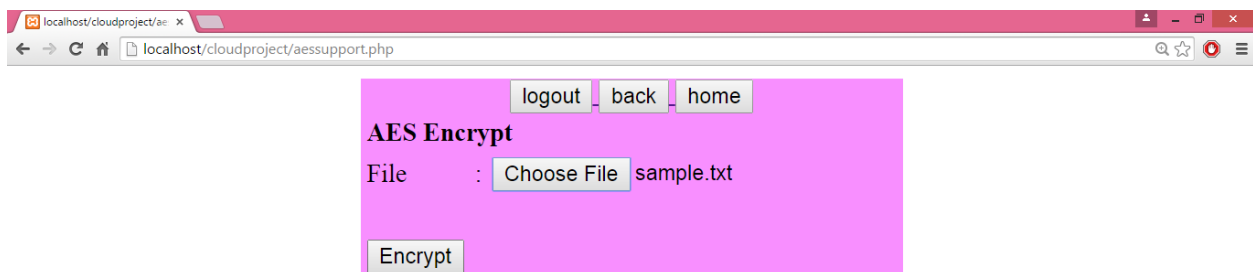 localhost/cloudproject/ae
localhost/cloudproject/aessupport.php
logout back home
AES Encrypt
File : Choose File sample.txt
Encrypt